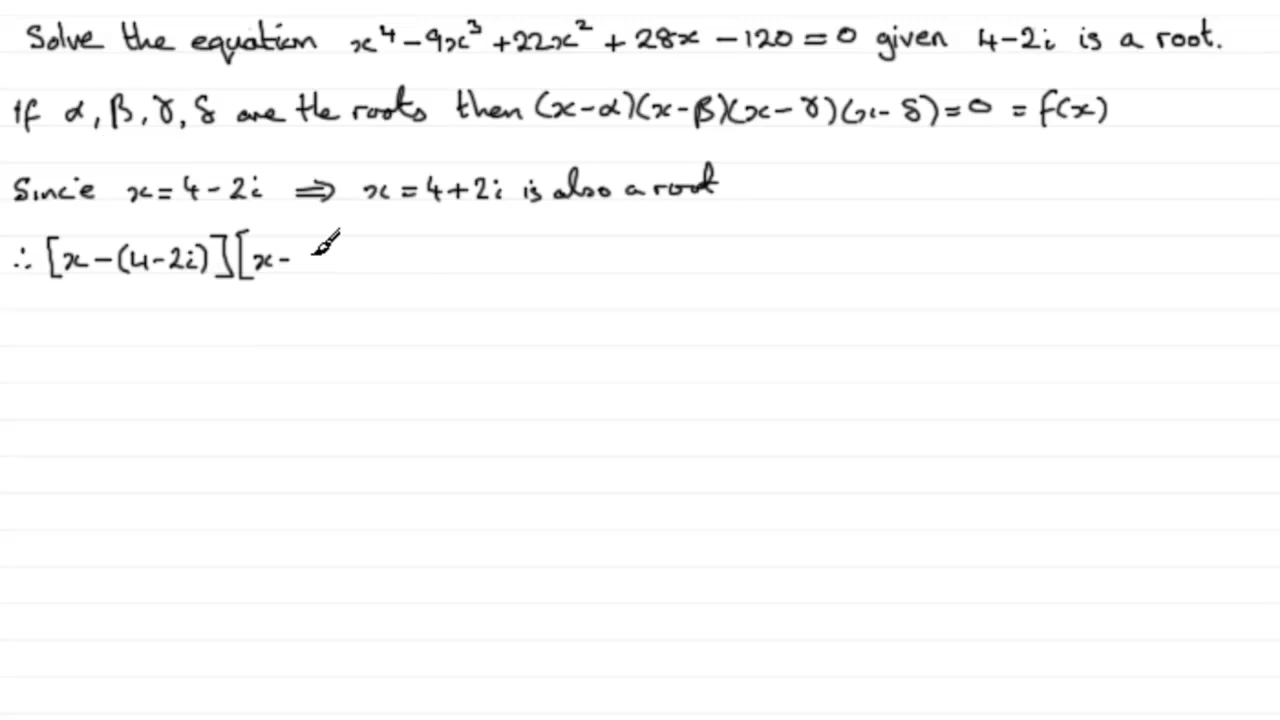 Solve the equation x⁴ - 9x³ + 22x² + 28x - 120 = 0 given 4-2i is a root.
If α, β, γ, δ are the roots then (x-α)(x-β)(x-γ)(x-δ) = 0 = f(x)
Since x = 4 - 2i ⇒ x = 4 + 2i is also a root
∴ [x - (4-2i)][x -